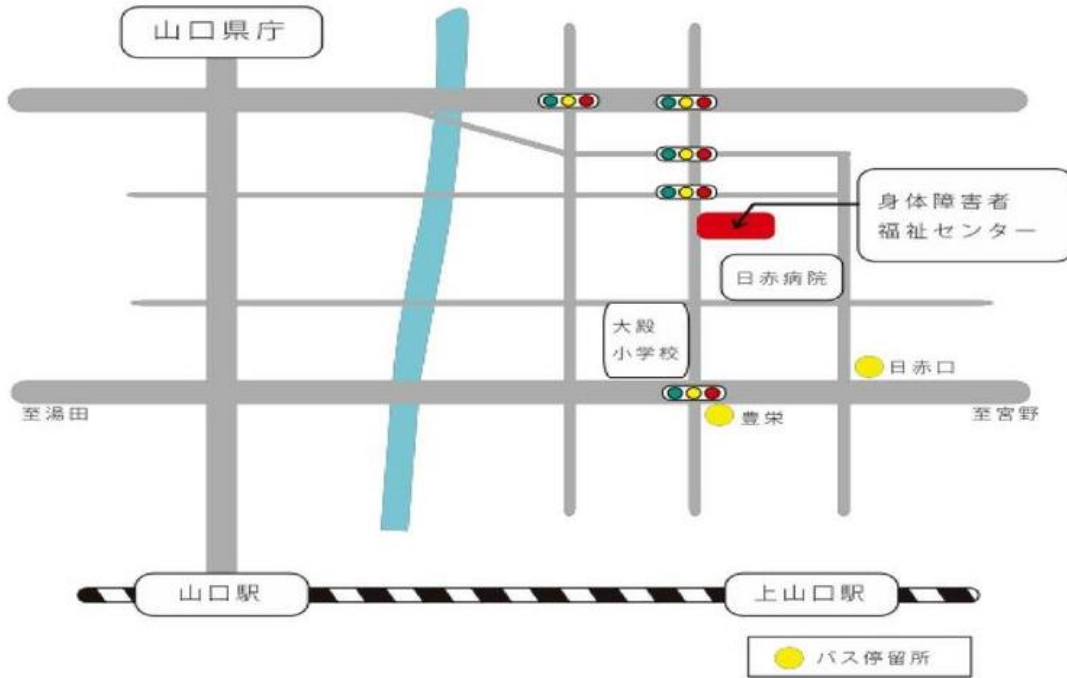 山口県庁
身体障害者
福祉センター
日赤病院
大殿
小学校
日赤口
至湯田
豊栄
至宮野
山口駅
上山口駅
バス停留所